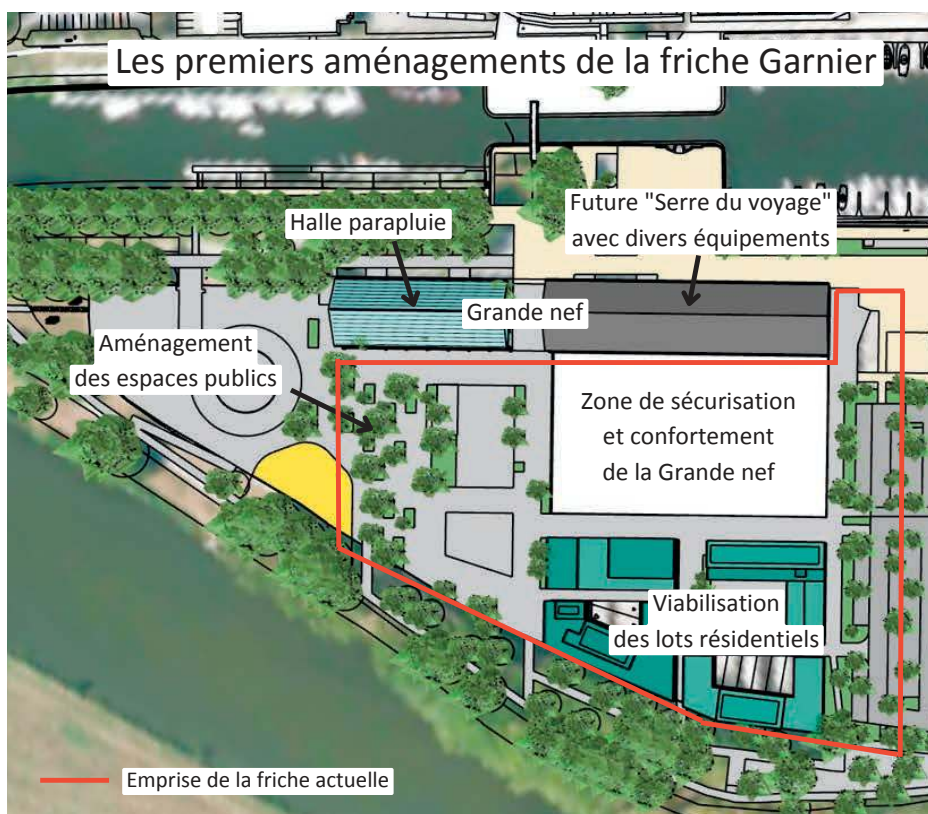 Les premiers aménagements de la friche Garnier
Halle parapluie
Future "Serre du voyage"
avec divers équipements
Grande nef
Aménagement
des espaces publics
Zone de sécurisation
et confortement
de la Grande nef
Viabilisation
des lots résidentiels
Emprise de la friche actuelle